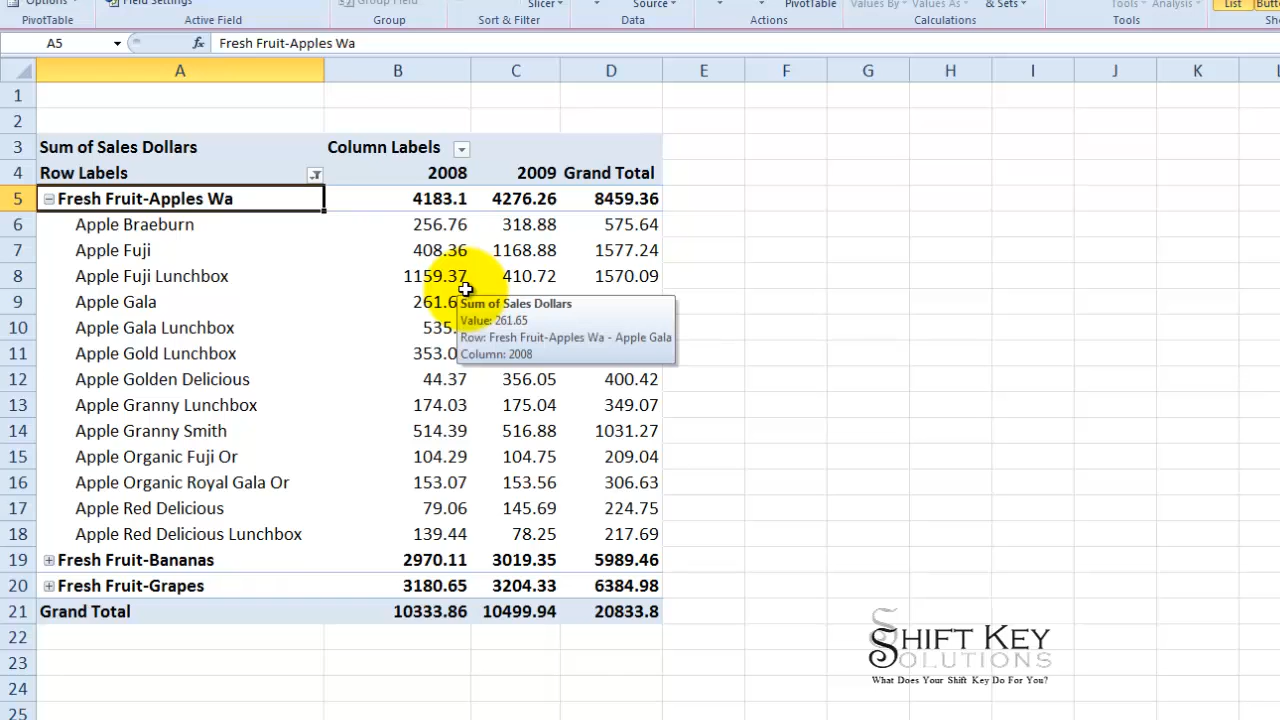 Options Field Settings Group Field Slicer Source PivotTable Values By Values As & Sets Tools Analysis List
PivotTable Active Field Group Sort & Filter Data Actions Calculations Tools
A5 fx Fresh Fruit-Apples Wa
A B C D E F G H I J K L
1
2
3 Sum of Sales Dollars Column Labels
4 Row Labels 2008 2009 Grand Total
5 Fresh Fruit-Apples Wa 4183.1 4276.26 8459.36
6 Apple Braeburn 256.76 318.88 575.64
7 Apple Fuji 408.36 1168.88 1577.24
8 Apple Fuji Lunchbox 1159.37 410.72 1570.09
9 Apple Gala
10 Apple Gala Lunchbox
11 Apple Gold Lunchbox
Sum of Sales Dollars
Value: 261.65
Row: Fresh Fruit-Apples Wa - Apple Gala
Column: 2008
12 Apple Golden Delicious 44.37 356.05 400.42
13 Apple Granny Lunchbox 174.03 175.04 349.07
14 Apple Granny Smith 514.39 516.88 1031.27
15 Apple Organic Fuji Or 104.29 104.75 209.04
16 Apple Organic Royal Gala Or 153.07 153.56 306.63
17 Apple Red Delicious 79.06 145.69 224.75
18 Apple Red Delicious Lunchbox 139.44 78.25 217.69
19 Fresh Fruit-Bananas 2970.11 3019.35 5989.46
20 Fresh Fruit-Grapes 3180.65 3204.33 6384.98
21 Grand Total 10333.86 10499.94 20833.8
22
23
24
25
SHIFT KEY
SOLUTIONS
What Does Your Shift Key Do For You?